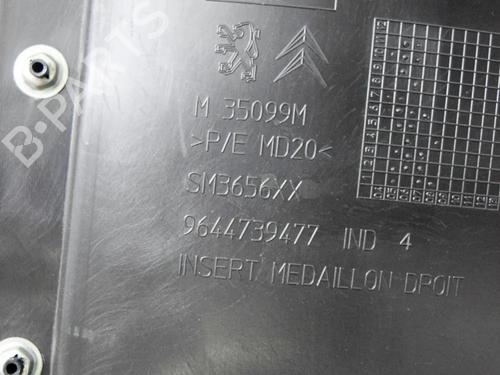 M 35099M
>P/E MD20<
SM3656XX
9644739477 IND 4
INSERT MEDAILLON DROIT
B-PARTS